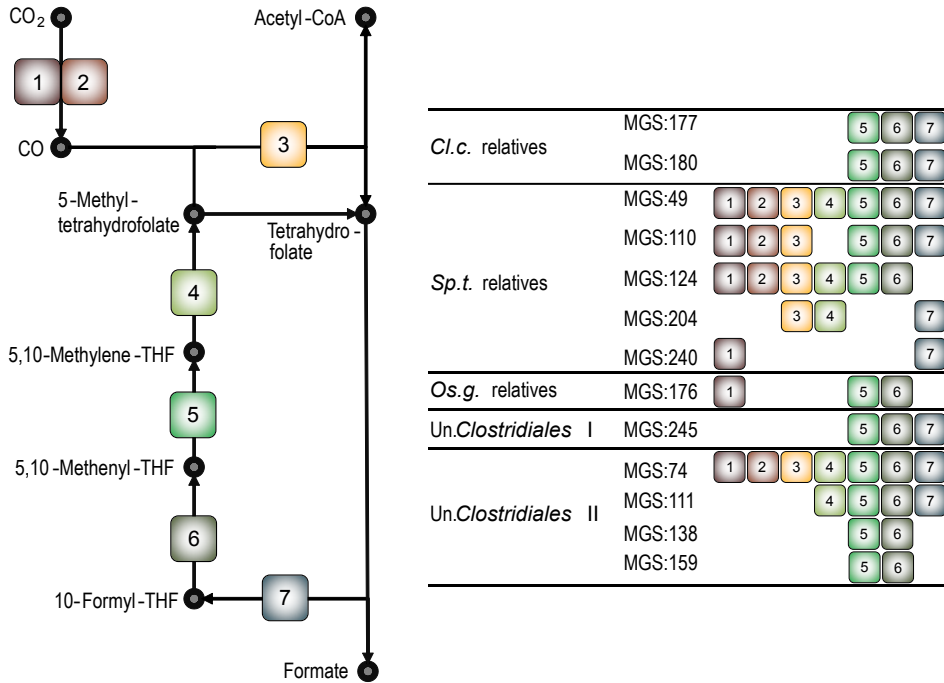 CO2
Acetyl-CoA
1 2
CO
3
5-Methyl-
tetrahydrofolate
Tetrahydro-
folate
4
5,10-Methylene-THF
5
5,10-Methenyl-THF
6
10-Formyl-THF
7
Formate
Cl.c. relatives
MGS:177 5 6 7
MGS:180 5 6 7
Sp.t. relatives
MGS:49 1 2 3 4 5 6 7
MGS:110 1 2 3 5 6 7
MGS:124 1 2 3 4 5 6
MGS:204 3 4 7
MGS:240 1 7
Os.g. relatives MGS:176 1 5 6
Un.Clostridiales I MGS:245 5 6 7
Un.Clostridiales II
MGS:74 1 2 3 4 5 6 7
MGS:111 4 5 6 7
MGS:138 5 6
MGS:159 5 6